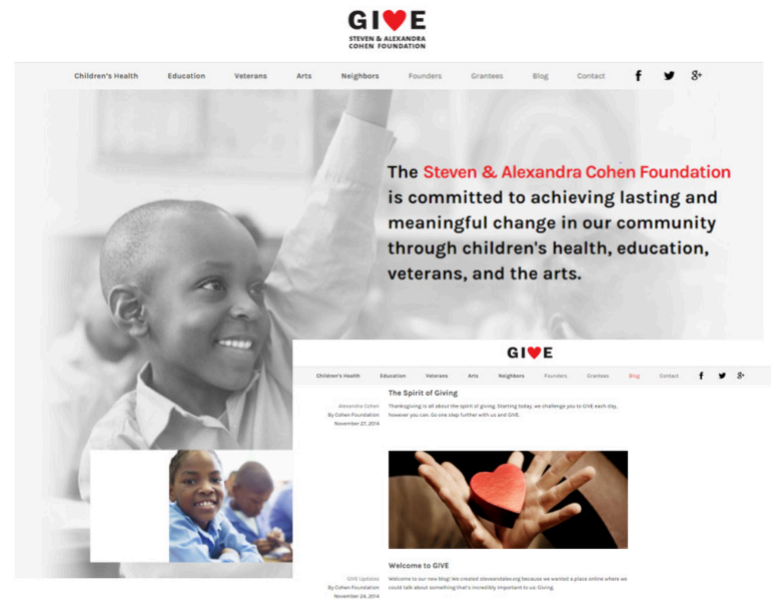 GI♥E
STEVEN & ALEXANDRA
COHEN FOUNDATION
Children's Health Education Veterans Arts Neighbors Founders Grantees Blog Contact f 8+
The Steven & Alexandra Cohen Foundation
is committed to achieving lasting and
meaningful change in our community
through children's health, education,
veterans, and the arts.
GI♥E
Children's Health Education Veterans Arts Neighbors Founders Grantees Blog Contact f 8+
The Spirit of Giving
Alexandra Cohen
By Cohen Foundation
November 27, 2014
Thanksgiving is all about the spirit of giving. Starting today, we challenge you to GIVE each day,
however you can. Go one step further with us and GIVE.
Welcome to GIVE
GIVE Updates
By Cohen Foundation
November 24, 2014
Welcome to our new blog! We created steveandalex.org because we wanted a place online where we
could talk about something that's incredibly important to us: Giving.